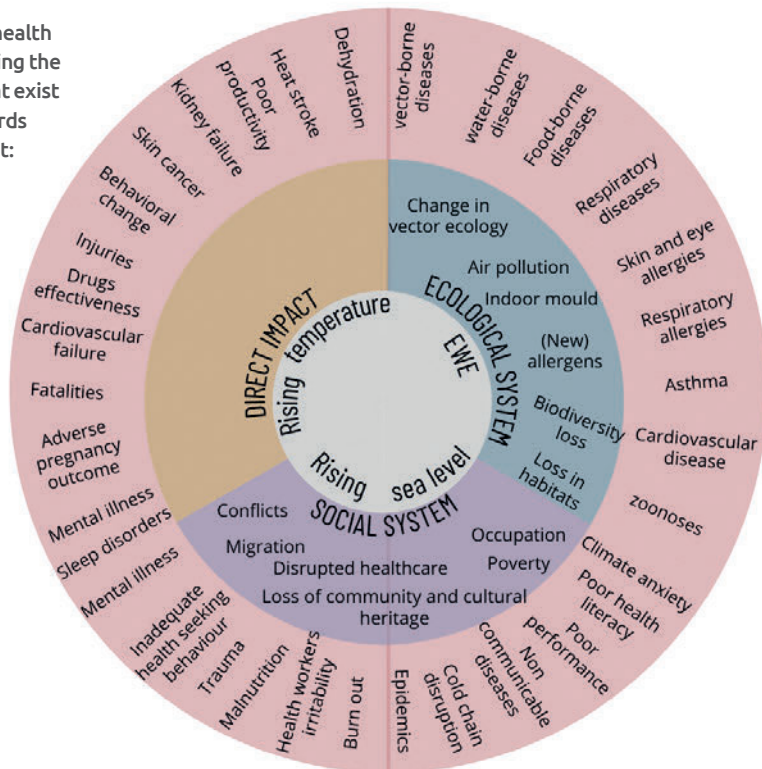 health
ing the
t exist
rds
t:
Dehydration
Heat stroke
Poor
productivity
Kidney failure
Skin cancer
Behavioral
change
Injuries
Drugs
effectiveness
Cardiovascular
failure
Fatalities
Adverse
pregnancy
outcome
Mental illness
Sleep disorders
Mental illness
Inadequate
health seeking
behaviour
Trauma
Malnutrition
Health workers
irritability
Burn out
vector-borne
diseases
water-borne
diseases
Food-borne
diseases
Respiratory
diseases
Skin and eye
allergies
Respiratory
allergies
Asthma
Cardiovascular
disease
zoonoses
Climate anxiety
Poor health
literacy
Poor
performance
Non
communicable
diseases
Cold chain
disruption
Epidemics
DIRECT IMPACT
ECOLOGICAL SYSTEM
Change in
vector ecology
Air pollution
Indoor mould
(New)
allergens
Biodiversity
loss
Loss in
habitats
SOCIAL SYSTEM
Conflicts
Migration
Disrupted healthcare
Loss of community and cultural
heritage
Occupation
Poverty
Rising temperature
EWE
Rising sea level